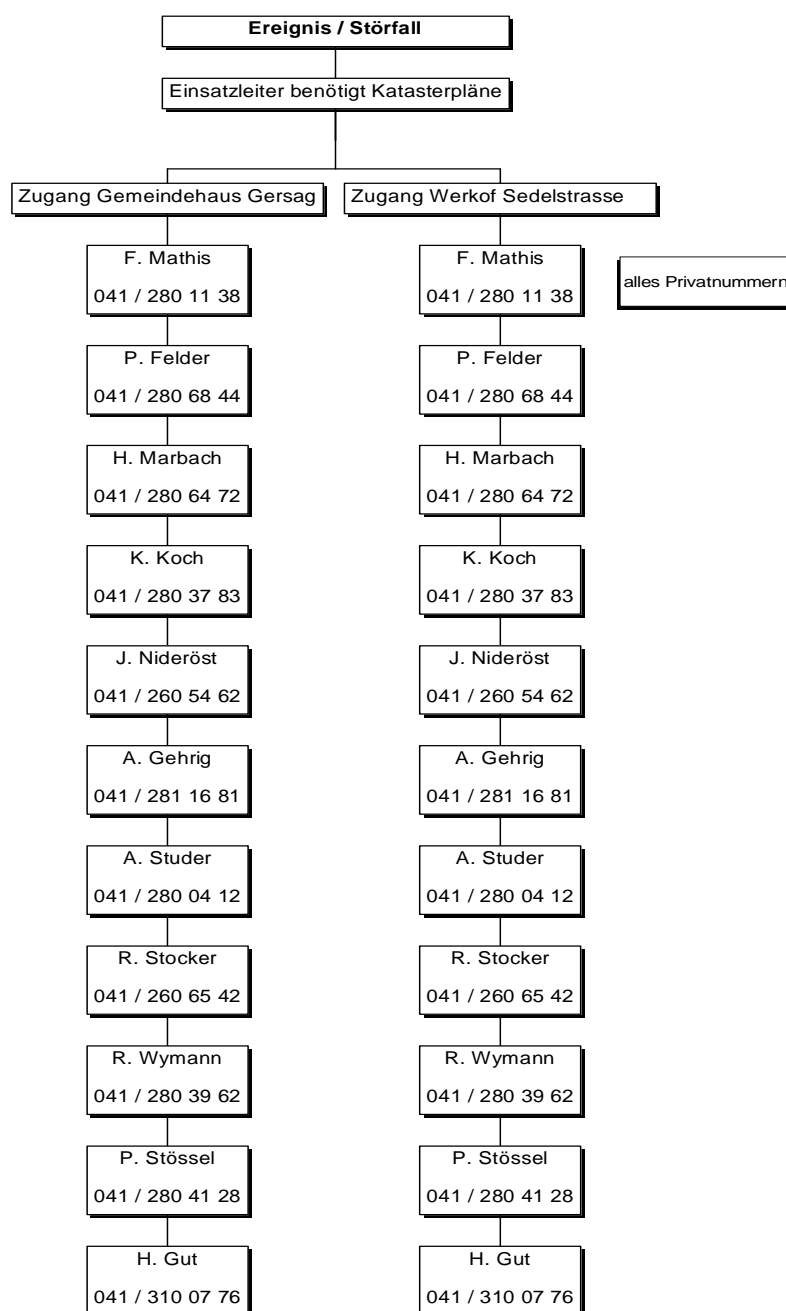 Ereignis / Störfall
Einsatzleiter benötigt Katasterpläne
Zugang Gemeindehaus Gersag
F. Mathis
041 / 280 11 38
P. Felder
041 / 280 68 44
H. Marbach
041 / 280 64 72
K. Koch
041 / 280 37 83
J. Nideröst
041 / 260 54 62
A. Gehrig
041 / 281 16 81
A. Studer
041 / 280 04 12
R. Stocker
041 / 260 65 42
R. Wymann
041 / 280 39 62
P. Stössel
041 / 280 41 28
H. Gut
041 / 310 07 76
Zugang Werkof Sedelstrasse
F. Mathis
041 / 280 11 38
P. Felder
041 / 280 68 44
H. Marbach
041 / 280 64 72
K. Koch
041 / 280 37 83
J. Nideröst
041 / 260 54 62
A. Gehrig
041 / 281 16 81
A. Studer
041 / 280 04 12
R. Stocker
041 / 260 65 42
R. Wymann
041 / 280 39 62
P. Stössel
041 / 280 41 28
H. Gut
041 / 310 07 76
alles Privatnummern